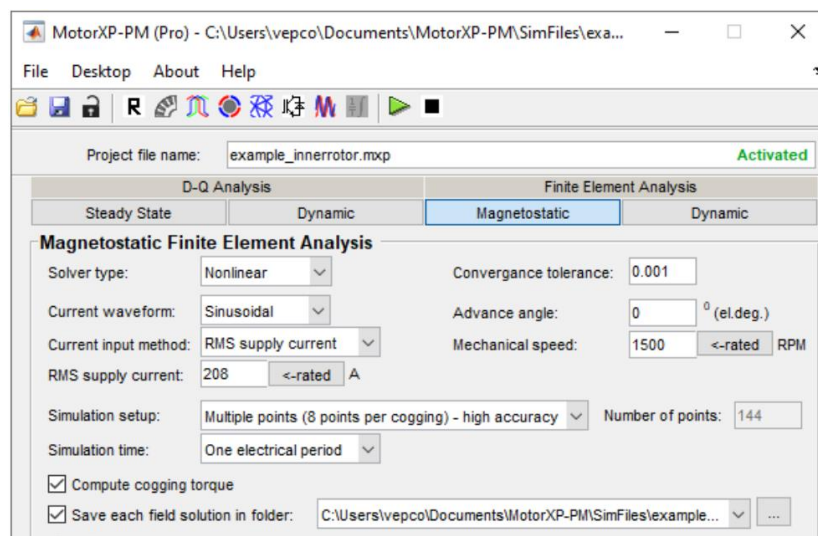 MotorXP-PM (Pro) - C:\Users\vepco\Documents\MotorXP-PM\SimFiles\exa...
File Desktop About Help
R
Project file name: example_innerrotor.mxp Activated
D-Q Analysis Finite Element Analysis
Steady State Dynamic Magnetostatic Dynamic
Magnetostatic Finite Element Analysis
Solver type: Nonlinear Convergance tolerance: 0.001
Current waveform: Sinusoidal Advance angle: 0 0 (el.deg.)
Current input method: RMS supply current Mechanical speed: 1500 <-rated RPM
RMS supply current: 208 <-rated A
Simulation setup: Multiple points (8 points per cogging) - high accuracy Number of points: 144
Simulation time: One electrical period
Compute cogging torque
Save each field solution in folder: C:\Users\vepco\Documents\MotorXP-PM\SimFiles\example... ...